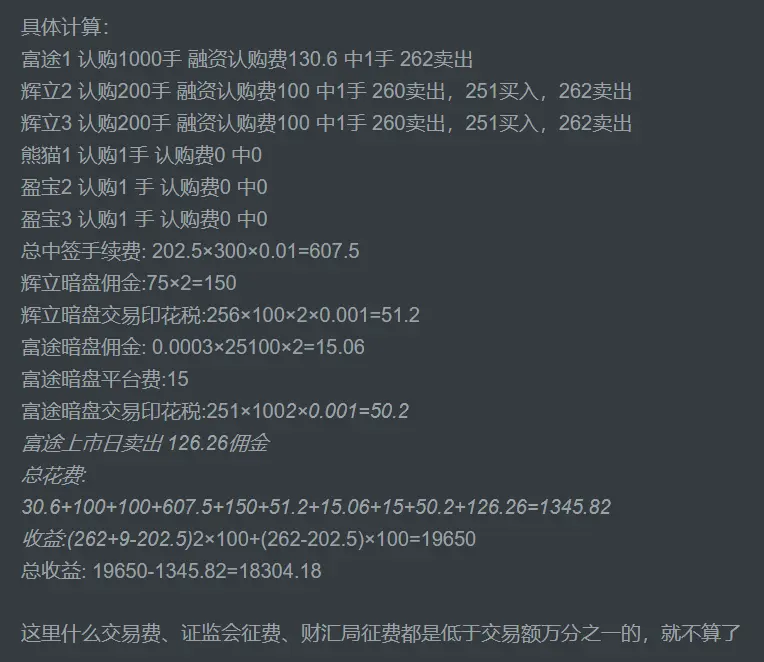 具体计算：
富途1 认购1000手 融资认购费130.6 中1手 262卖出
辉立2 认购200手 融资认购费100 中1手 260卖出，251买入，262卖出
辉立3 认购200手 融资认购费100 中1手 260卖出，251买入，262卖出
熊猫1 认购1手 认购费0 中0
盈宝2 认购1 手 认购费0 中0
盈宝3 认购1 手 认购费0 中0
总中签手续费: 202.5×300×0.01=607.5
辉立暗盘佣金:75×2=150
辉立暗盘交易印花税:256×100×2×0.001=51.2
富途暗盘佣金: 0.0003×25100×2=15.06
富途暗盘平台费:15
富途暗盘交易印花税:251×1002×0.001=50.2
富途上市日卖出 126.26佣金
总花费:
30.6+100+100+607.5+150+51.2+15.06+15+50.2+126.26=1345.82
收益:(262+9-202.5)2×100+(262-202.5)×100=19650
总收益: 19650-1345.82=18304.18
这里什么交易费、证监会征费、财汇局征费都是低于交易额万分之一的，就不算了